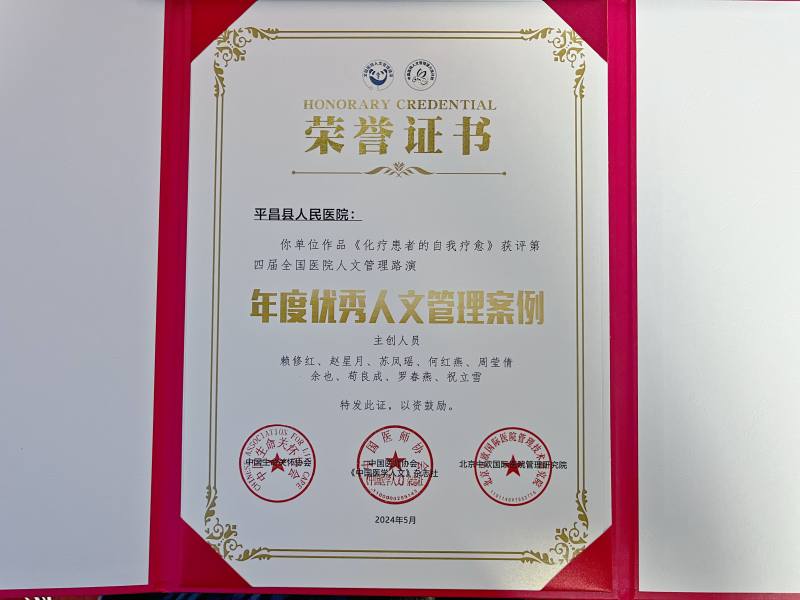 HONORARY CREDENTIAL
荣誉证书
平昌县人民医院：
你单位作品《化疗患者的自我疗愈》获评第
四届全国医院人文管理路演
年度优秀人文管理案例
主创人员
赖修红、赵星月、苏凤瑶、何红燕、周莹倩
余也、苟良成、罗春燕、祝立雪
特发此证，以资鼓励。
中国生命关怀协会
中国医师协会
《中国医学人文》杂志社
北京中欧国际医院管理研究院
2024年5月